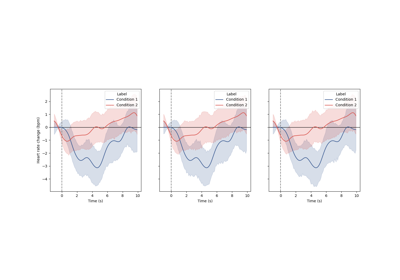 Label
Condition 1
Condition 2
Label
Condition 1
Condition 2
Label
Condition 1
Condition 2
Heart rate change (bpm)
2
1
0
−1
−2
−3
−4
0 2 4 6 8 10
0 2 4 6 8 10
0 2 4 6 8 10
Time (s)
Time (s)
Time (s)